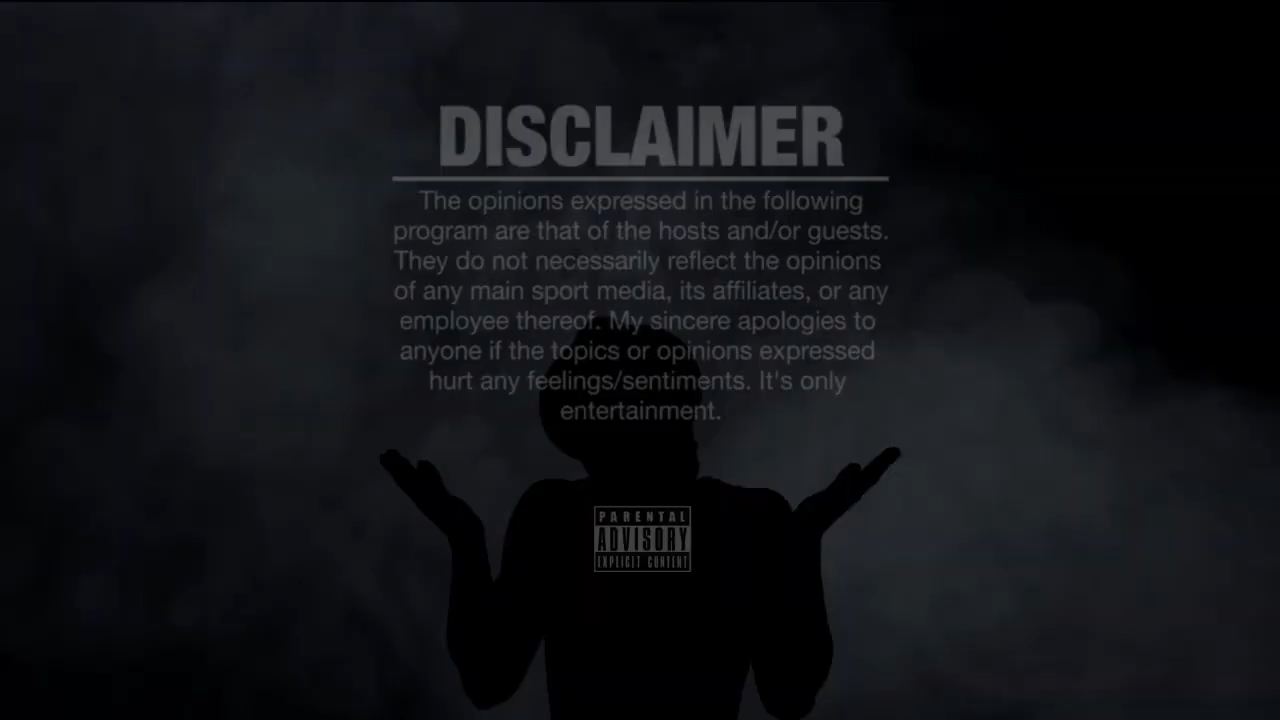 DISCLAIMER
The opinions expressed in the following
program are that of the hosts and/or guests.
They do not necessarily reflect the opinions
of any main sport media, its affiliates, or any
employee thereof. My sincere apologies to
anyone if the topics or opinions expressed
hurt any feelings/sentiments. It's only
entertainment.
PARENTAL
ADVISORY
EXPLICIT CONTENT